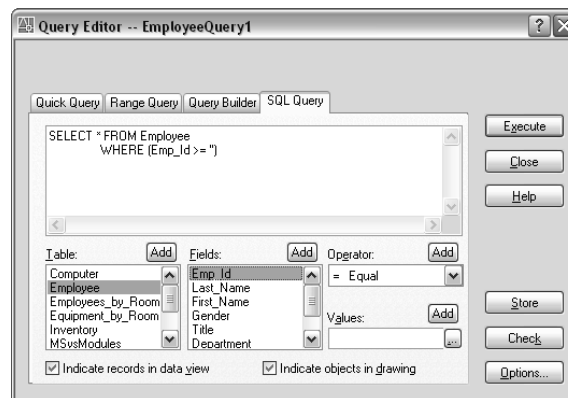 Query Editor -- EmployeeQuery1
Quick Query Range Query Query Builder SQL Query
SELECT * FROM Employee
WHERE (Emp_Id >= '')
Execute
Close
Help
Table: Add Fields: Add Operator: Add
Computer
Employee
Employees_by_Room
Equipment_by_Room
Inventory
MSvsModules
Emp_Id
Last_Name
First_Name
Gender
Title
Department
= Equal
Values: Add
...
Indicate records in data view
Indicate objects in drawing
Store
Check
Options...